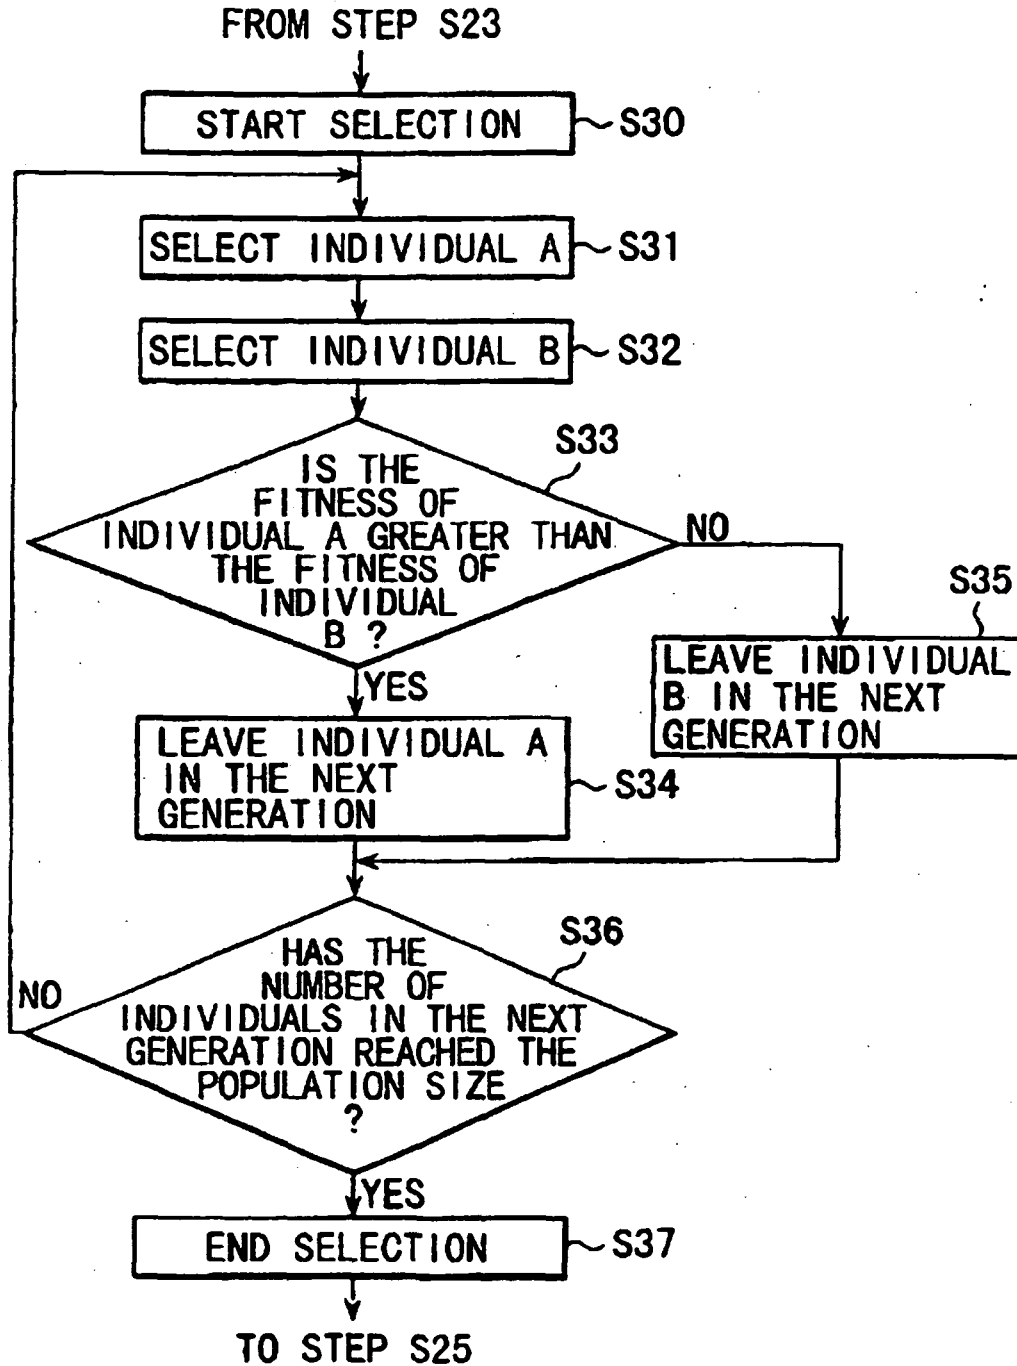 FROM STEP S23
START SELECTION
S30
SELECT INDIVIDUAL A
S31
SELECT INDIVIDUAL B
S32
S33
IS THE
FITNESS OF
INDIVIDUAL A GREATER THAN
THE FITNESS OF
INDIVIDUAL
B ?
NO
YES
S35
LEAVE INDIVIDUAL
B IN THE NEXT
GENERATION
LEAVE INDIVIDUAL A
IN THE NEXT
GENERATION
S34
S36
HAS THE
NUMBER OF
INDIVIDUALS IN THE NEXT
GENERATION REACHED THE
POPULATION SIZE
?
NO
YES
END SELECTION
S37
TO STEP S25